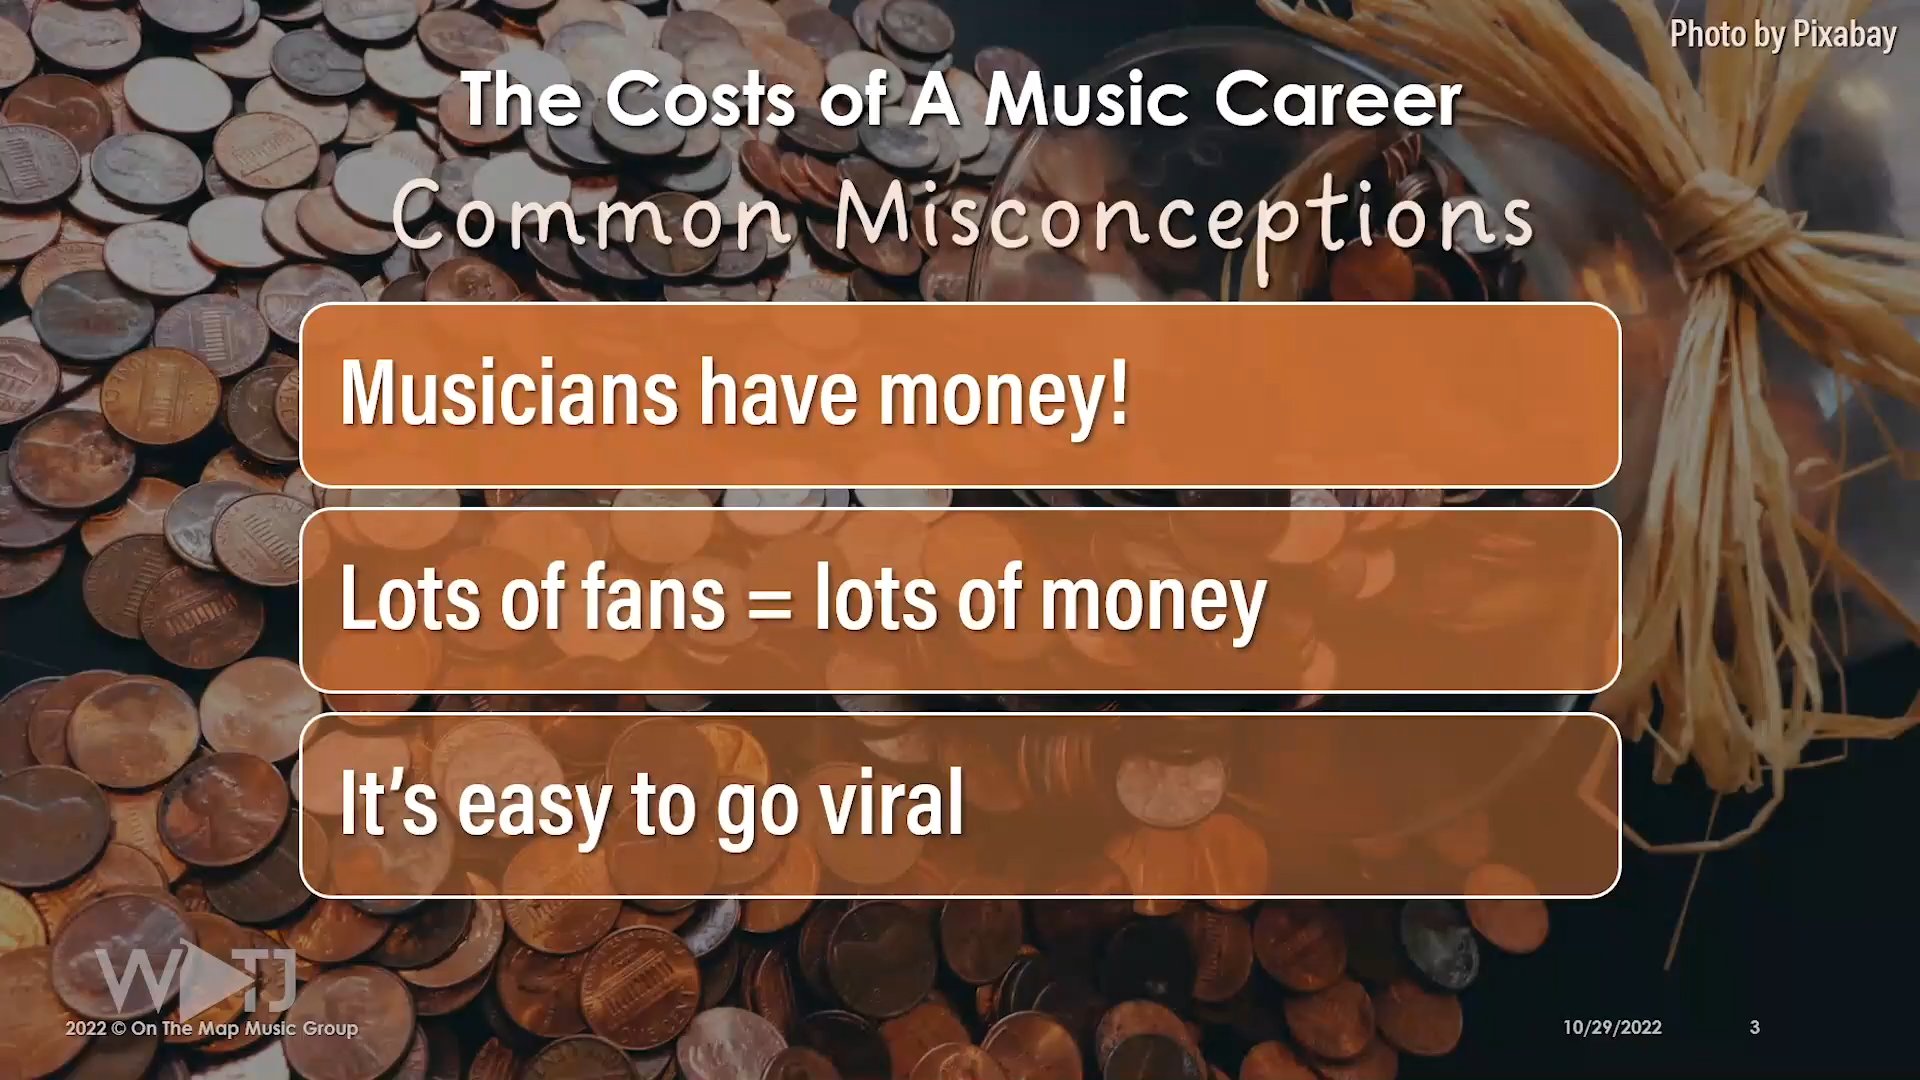 Photo by Pixabay
The Costs of A Music Career
Common Misconceptions
Musicians have money!
Lots of fans = lots of money
It's easy to go viral
2022 © On The Map Music Group
10/29/2022
3